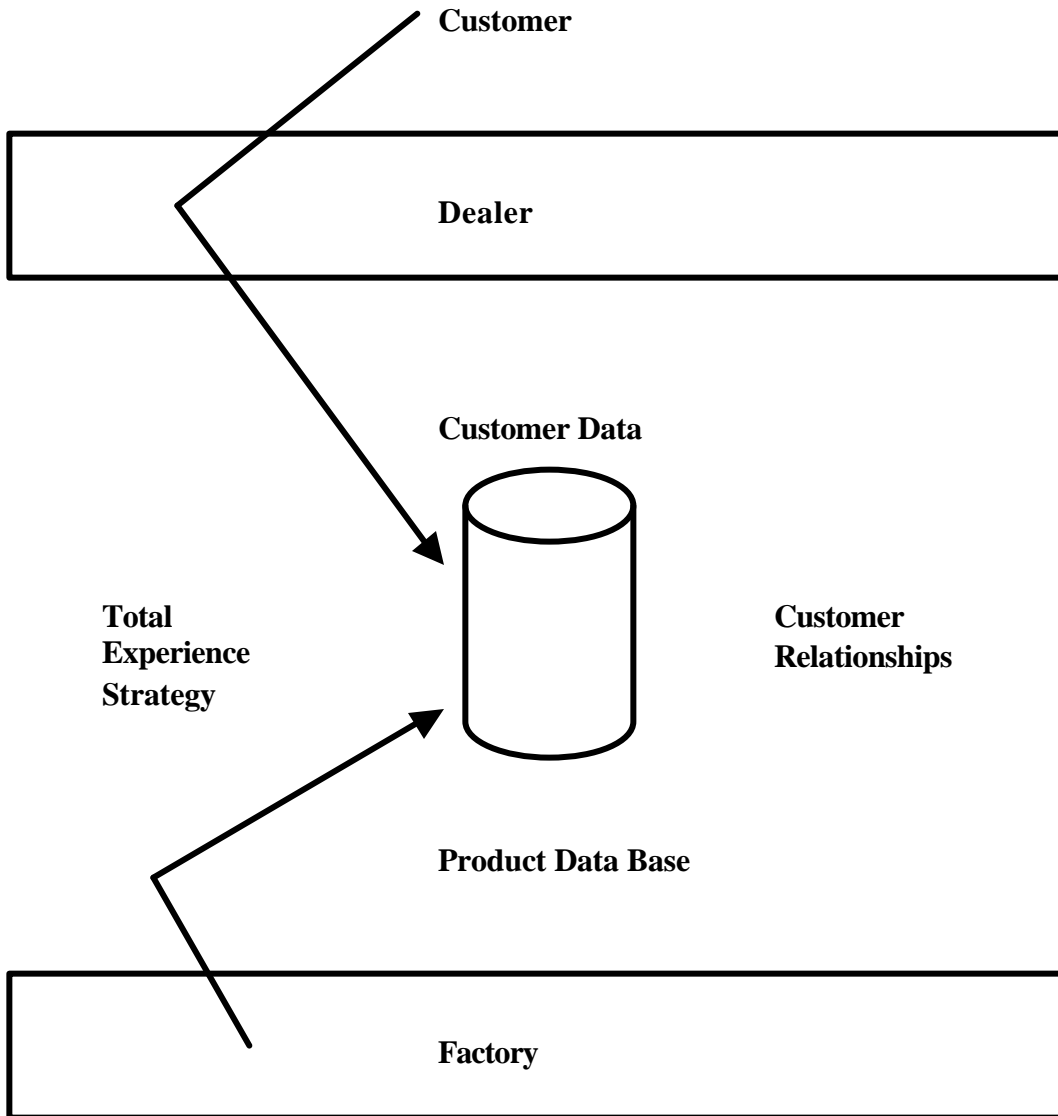 Customer
Dealer
Customer Data
Total
Experience
Strategy
Customer
Relationships
Product Data Base
Factory